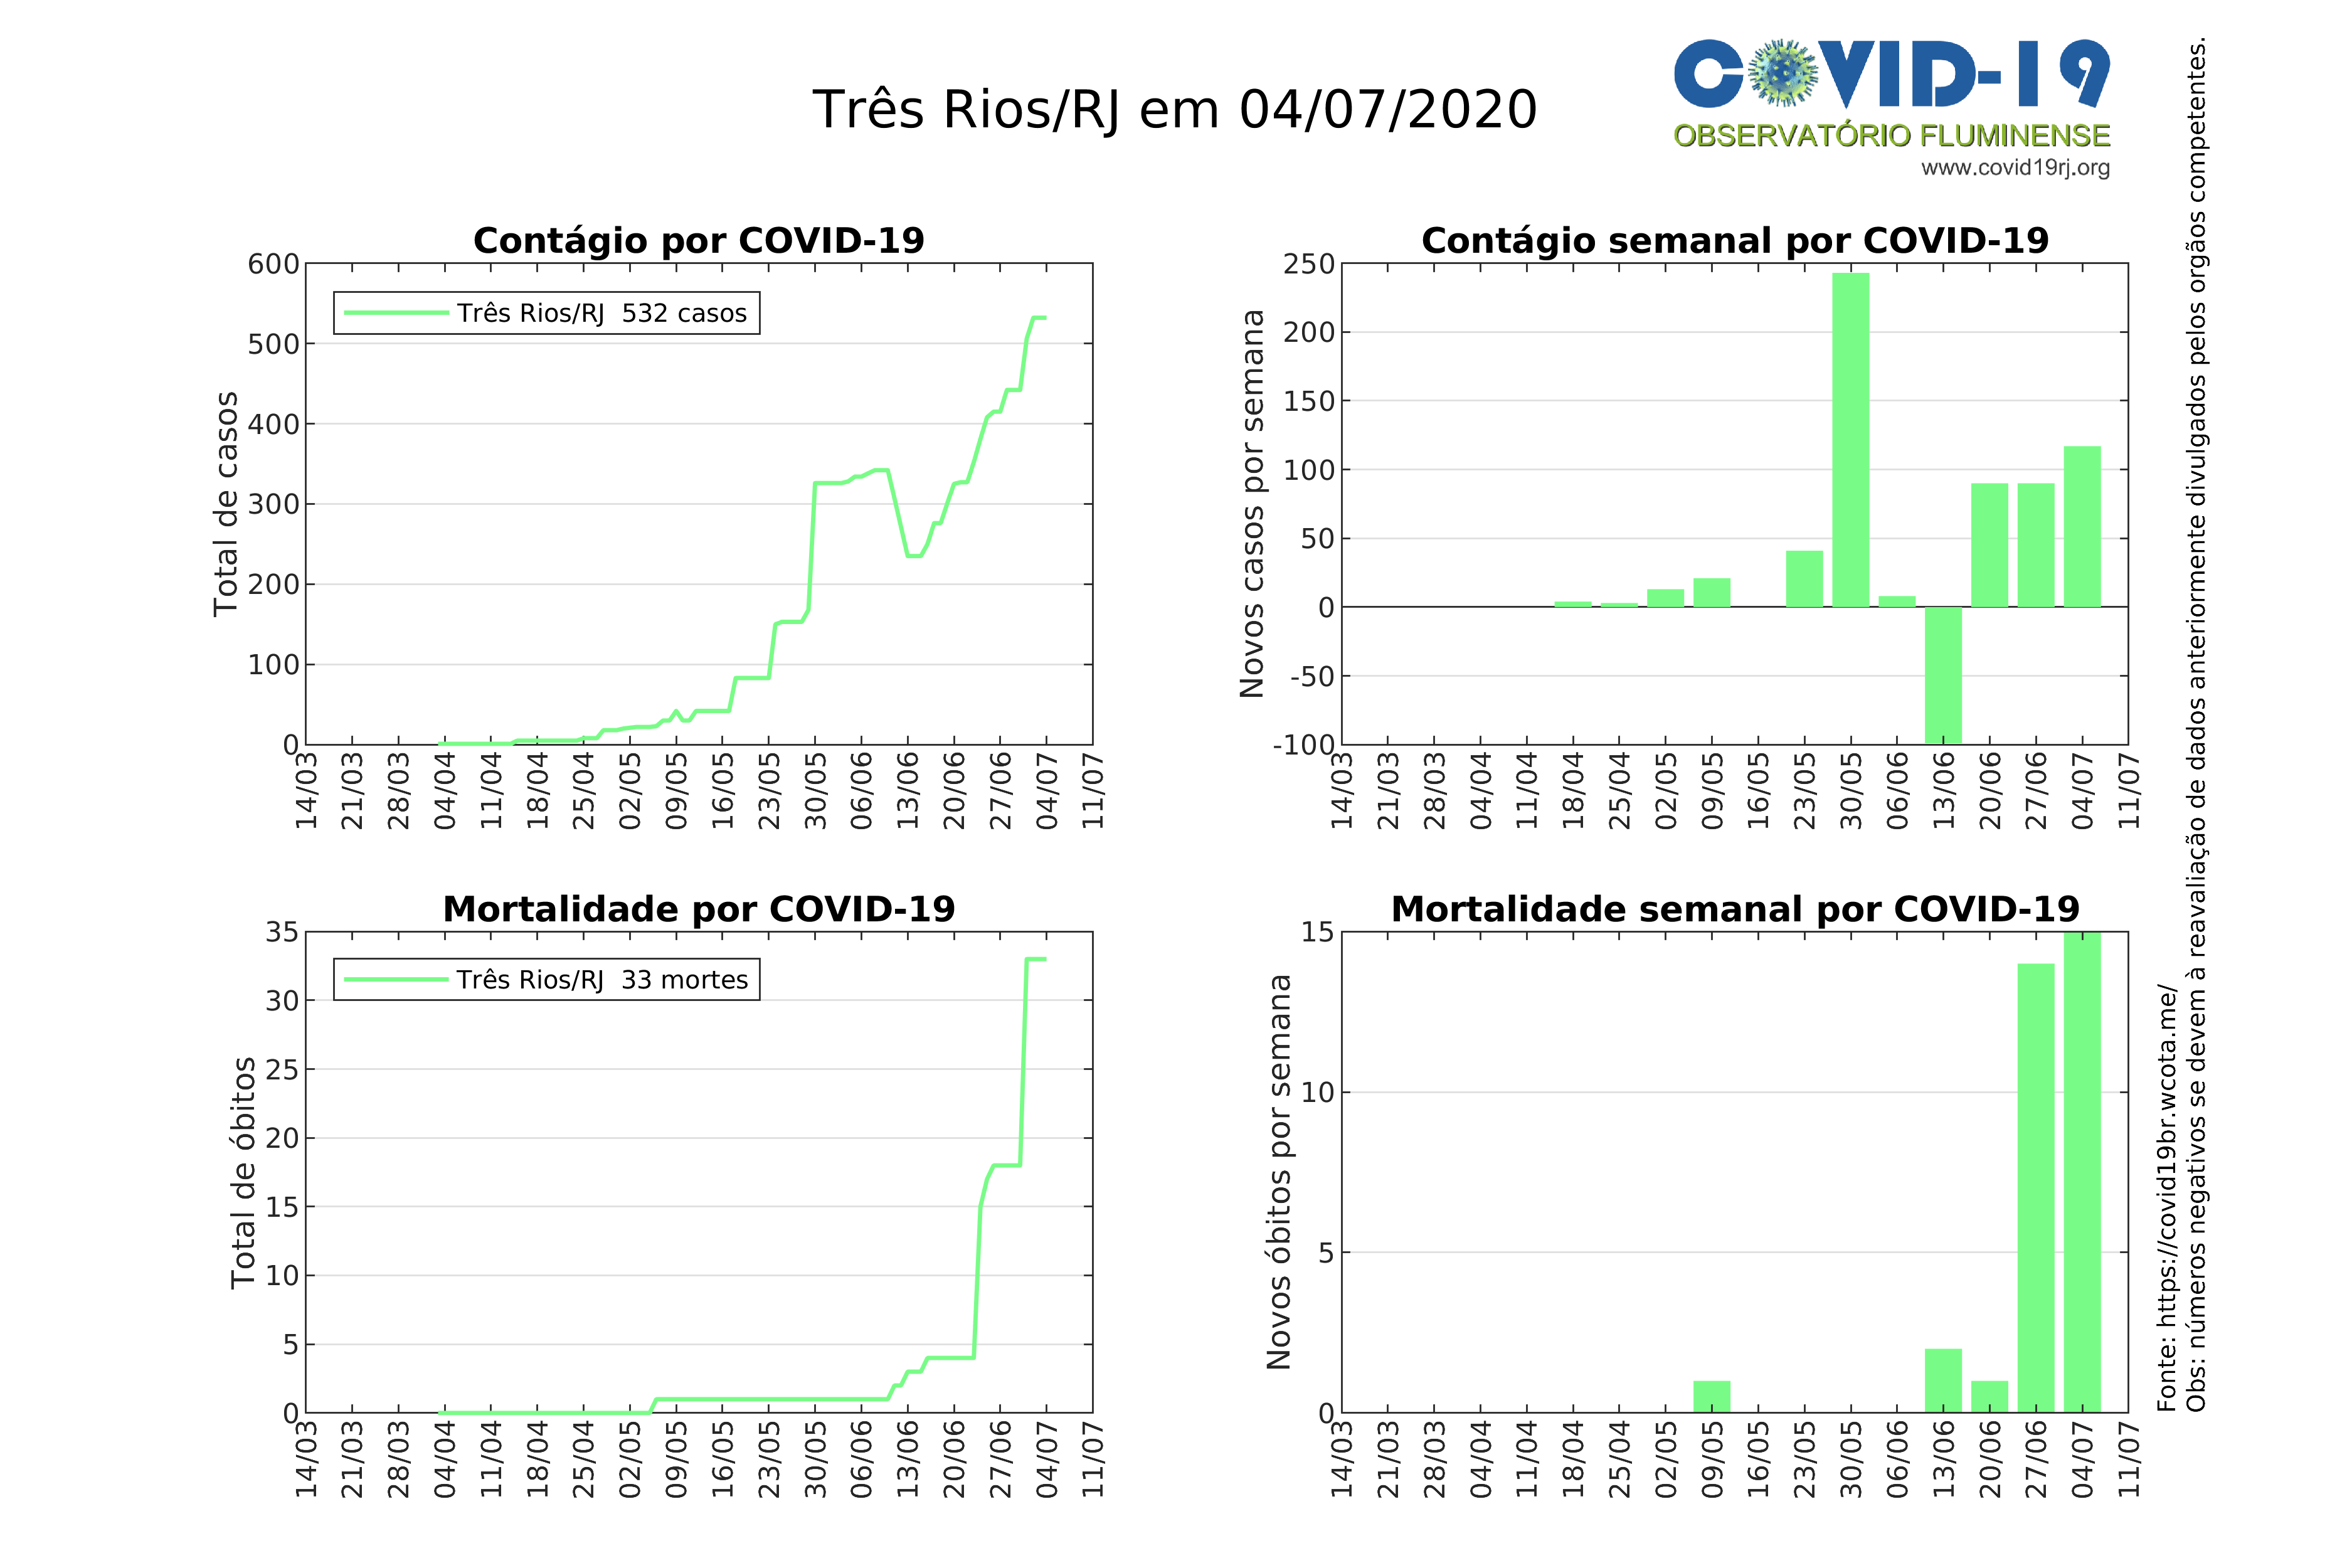 Três Rios/RJ em 04/07/2020
COVID-19
OBSERVATÓRIO FLUMINENSE
www.covid19rj.org
Contágio por COVID-19
Total de casos
600
500
400
300
200
100
0
Três Rios/RJ 532 casos
14/03 21/03 28/03 04/04 11/04 18/04 25/04 02/05 09/05 16/05 23/05 30/05 06/06 13/06 20/06 27/06 04/07 11/07
Contágio semanal por COVID-19
Novos casos por semana
250
200
150
100
50
0
-50
-100
14/03 21/03 28/03 04/04 11/04 18/04 25/04 02/05 09/05 16/05 23/05 30/05 06/06 13/06 20/06 27/06 04/07 11/07
Mortalidade por COVID-19
Total de óbitos
35
30
25
20
15
10
5
0
Três Rios/RJ 33 mortes
14/03 21/03 28/03 04/04 11/04 18/04 25/04 02/05 09/05 16/05 23/05 30/05 06/06 13/06 20/06 27/06 04/07 11/07
Mortalidade semanal por COVID-19
Novos óbitos por semana
15
10
5
0
14/03 21/03 28/03 04/04 11/04 18/04 25/04 02/05 09/05 16/05 23/05 30/05 06/06 13/06 20/06 27/06 04/07 11/07
Fonte: https://covid19br.wcota.me/
Obs: números negativos se devem à reavaliação de dados anteriormente divulgados pelos orgãos competentes.